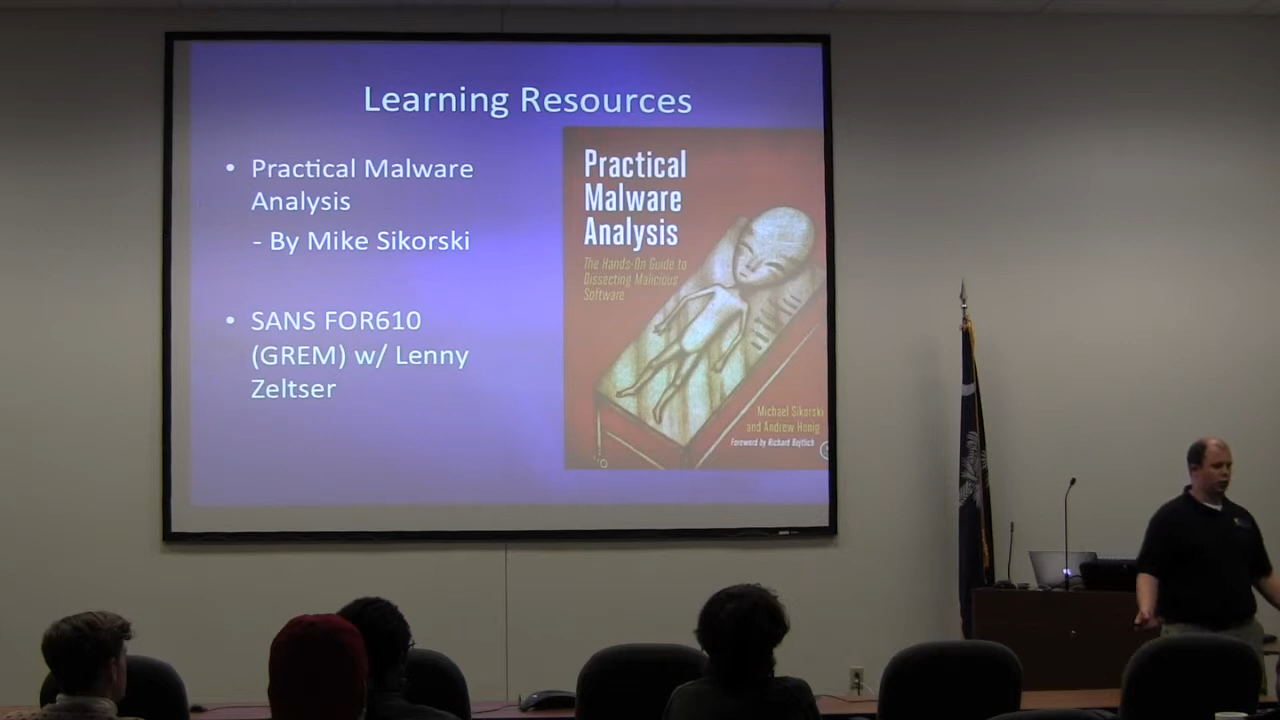 Learning Resources
• Practical Malware
Analysis
- By Mike Sikorski
• SANS FOR610
(GREM) w/ Lenny
Zeltser
Practical
Malware
Analysis
The Hands-On Guide to
Dissecting Malicious
Software
Michael Sikorski
and Andrew Honig
Foreword by Richard Bejtlich